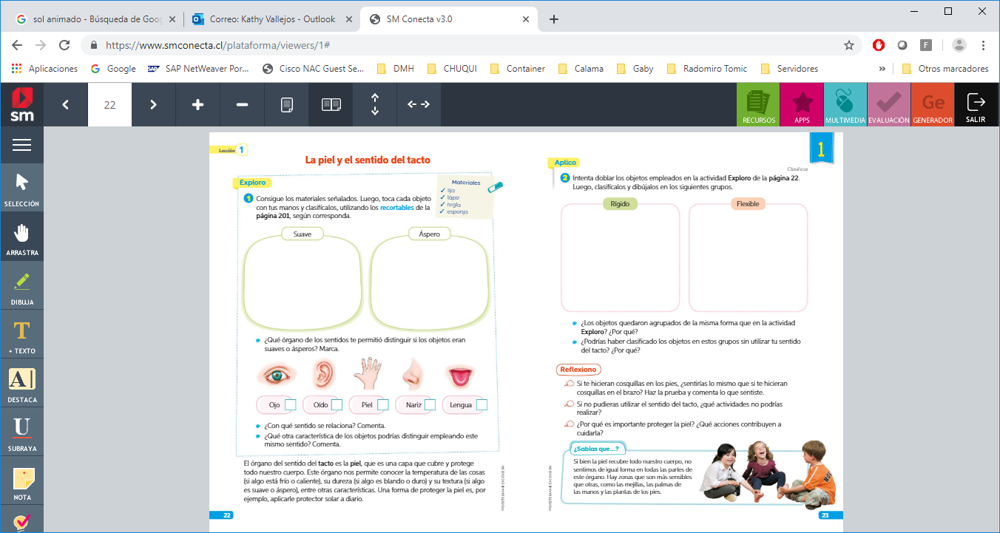 sol animado - Búsqueda de Goog
Correo: Kathy Vallejos - Outlook
SM Conecta v3.0
https://www.smconecta.cl/plataforma/viewers/1#
Aplicaciones
Google
SAP NetWeaver Por...
Cisco NAC Guest Se...
DMH
CHUQUI
Container
Calama
Gaby
Radomiro Tomic
Servidores
»
Otros marcadores
sm
22
RECURSOS
APPS
MULTIMEDIA
EVALUACIÓN
Ge
GENERADOR
SALIR
SELECCIÓN
ARRASTRA
DIBUJA
T
+ TEXTO
A
DESTACA
U
SUBRAYA
NOTA
Lección 1
La piel y el sentido del tacto
Exploro
Materiales
✓ lija
✓ lápiz
✓ regla
✓ esponja
1 Consigue los materiales señalados. Luego, toca cada objeto
con tus manos y clasifícalos, utilizando los recortables de la
página 201, según corresponda.
Suave
Áspero
¿Qué órgano de los sentidos te permitió distinguir si los objetos eran
suaves o ásperos? Marca.
Ojo
Oído
Piel
Nariz
Lengua
¿Con qué sentido se relaciona? Comenta.
¿Qué otra característica de los objetos podrías distinguir empleando este
mismo sentido? Comenta.
El órgano del sentido del tacto es la piel, que es una capa que cubre y protege
todo nuestro cuerpo. Este órgano nos permite conocer la temperatura de las cosas
(si algo está frío o caliente), su dureza (si algo es blando o duro) y su textura (si algo
es suave o áspero), entre otras características. Una forma de proteger la piel es, por
ejemplo, aplicarle protector solar a diario.
22
1
Aplico
Clasificar
2 Intenta doblar los objetos empleados en la actividad Exploro de la página 22.
Luego, clasifícalos y dibújalos en los siguientes grupos.
Rígido
Flexible
¿Los objetos quedaron agrupados de la misma forma que en la actividad
Exploro? ¿Por qué?
¿Podrías haber clasificado los objetos en estos grupos sin utilizar tu sentido
del tacto? ¿Por qué?
Reflexiono
Si te hicieran cosquillas en los pies, ¿sentirías lo mismo que si te hicieran
cosquillas en el brazo? Haz la prueba y comenta lo que sentiste.
Si no pudieras utilizar el sentido del tacto, ¿qué actividades no podrías
realizar?
¿Por qué es importante proteger la piel? ¿Qué acciones contribuyen a
cuidarla?
¿Sabías que...?
Si bien la piel recubre todo nuestro cuerpo, no
sentimos de igual forma en todas las partes de
este órgano. Hay zonas que son más sensibles
que otras, como las mejillas, las palmas de
las manos y las plantas de los pies.
23